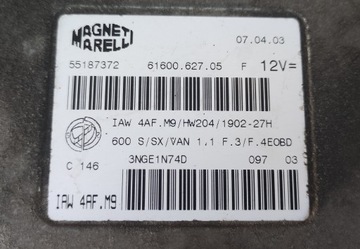 MAGNETI MARELLI
07.04.03
55187372 61600.627.05 F 12V=
IAW 4AF.M9/HW204/1902-27H
600 S/SX/VAN 1.1 F.3/F.4EOBD
C 146 3NGE1N74D 097 03
IAW 4AF.M9